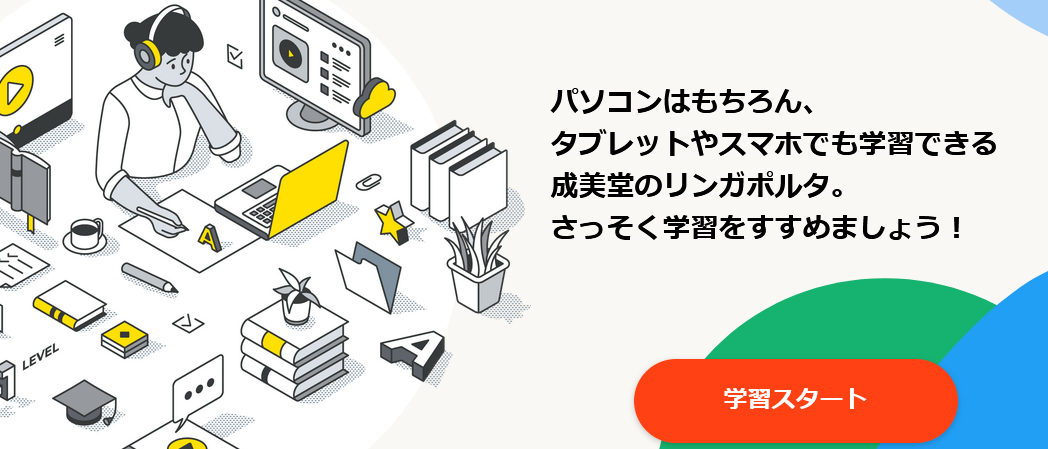 パソコンはもちろん、
タブレットやスマホでも学習できる
成美堂のリンガポルタ。
さっそく学習をすすめましょう！
学習スタート
A
A
LEVEL
1